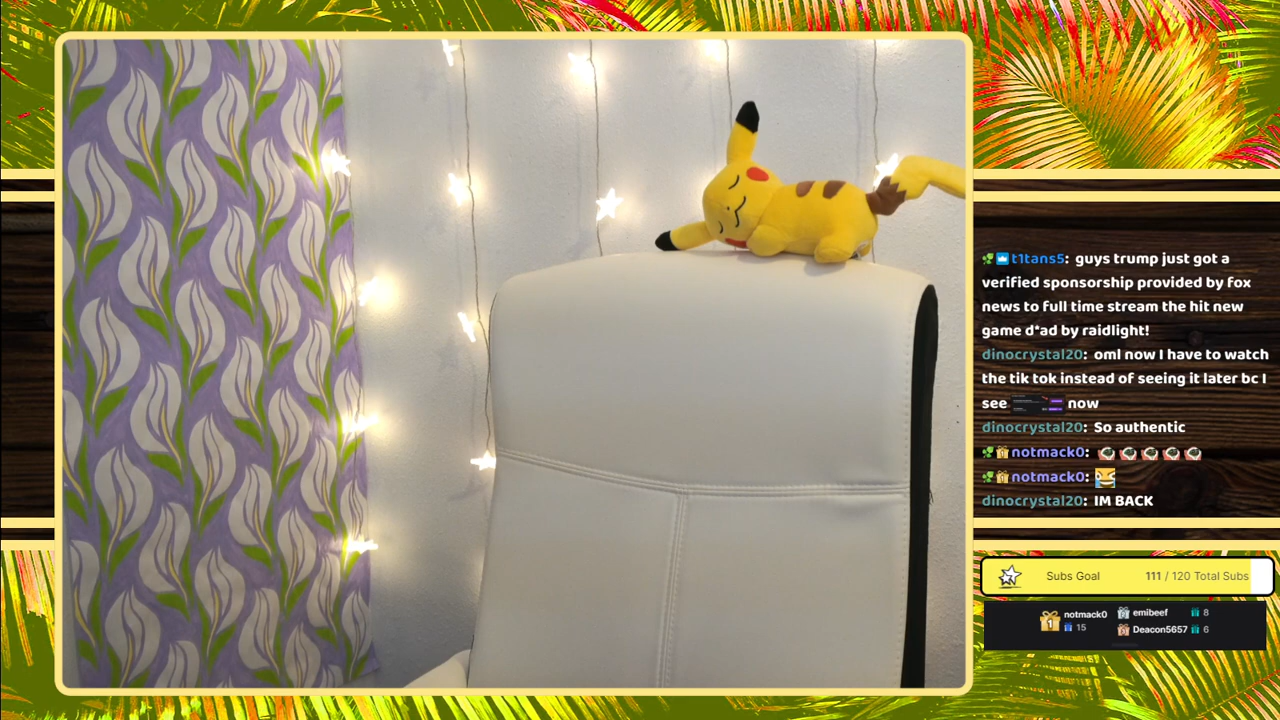 t1tans5: guys trump just got a
verified sponsorship provided by fox
news to full time stream the hit new
game d*ad by raidlight!
dinocrystal20: oml now I have to watch
the tik tok instead of seeing it later bc I
see now
dinocrystal20: So authentic
notmack0:
notmack0:
dinocrystal20: IM BACK
Subs Goal 111 / 120 Total Subs
notmack0 15
emibeef 8
Deacon5657 6
1